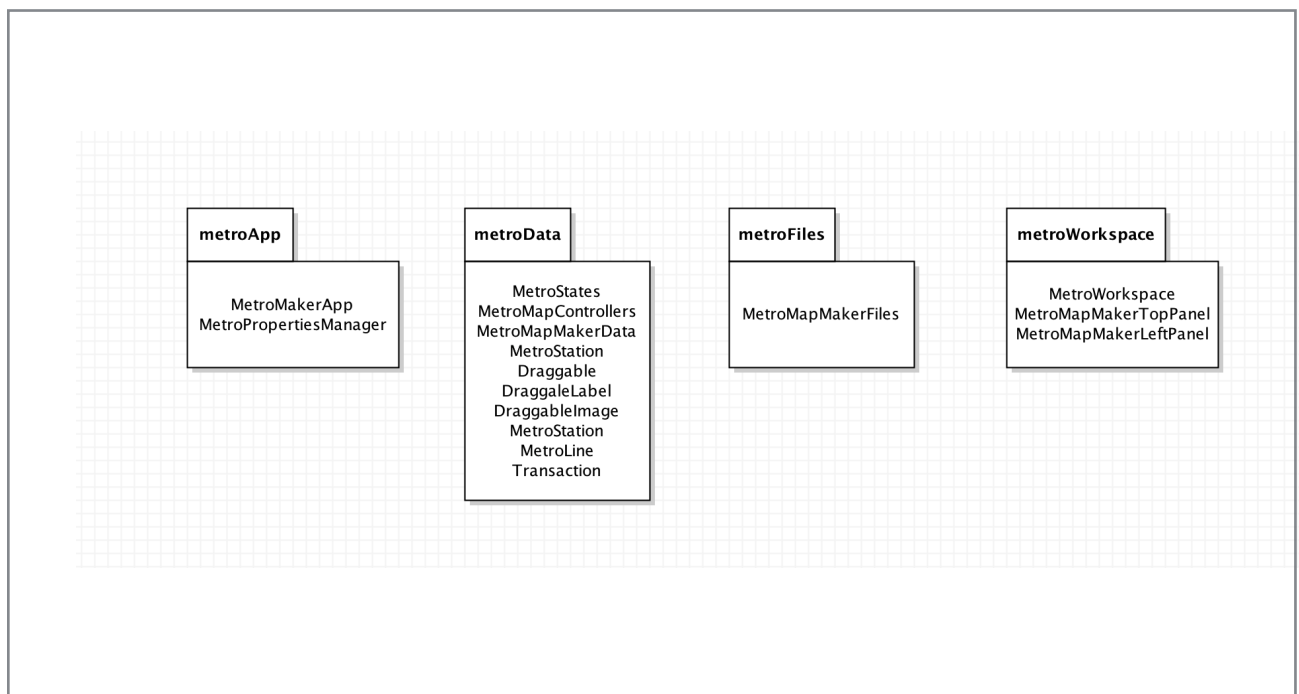 metroApp
MetroMakerApp
MetroPropertiesManager
metroData
MetroStates
MetroMapControllers
MetroMapMakerData
MetroStation
Draggable
DraggaleLabel
DraggableImage
MetroStation
MetroLine
Transaction
metroFiles
MetroMapMakerFiles
metroWorkspace
MetroWorkspace
MetroMapMakerTopPanel
MetroMapMakerLeftPanel